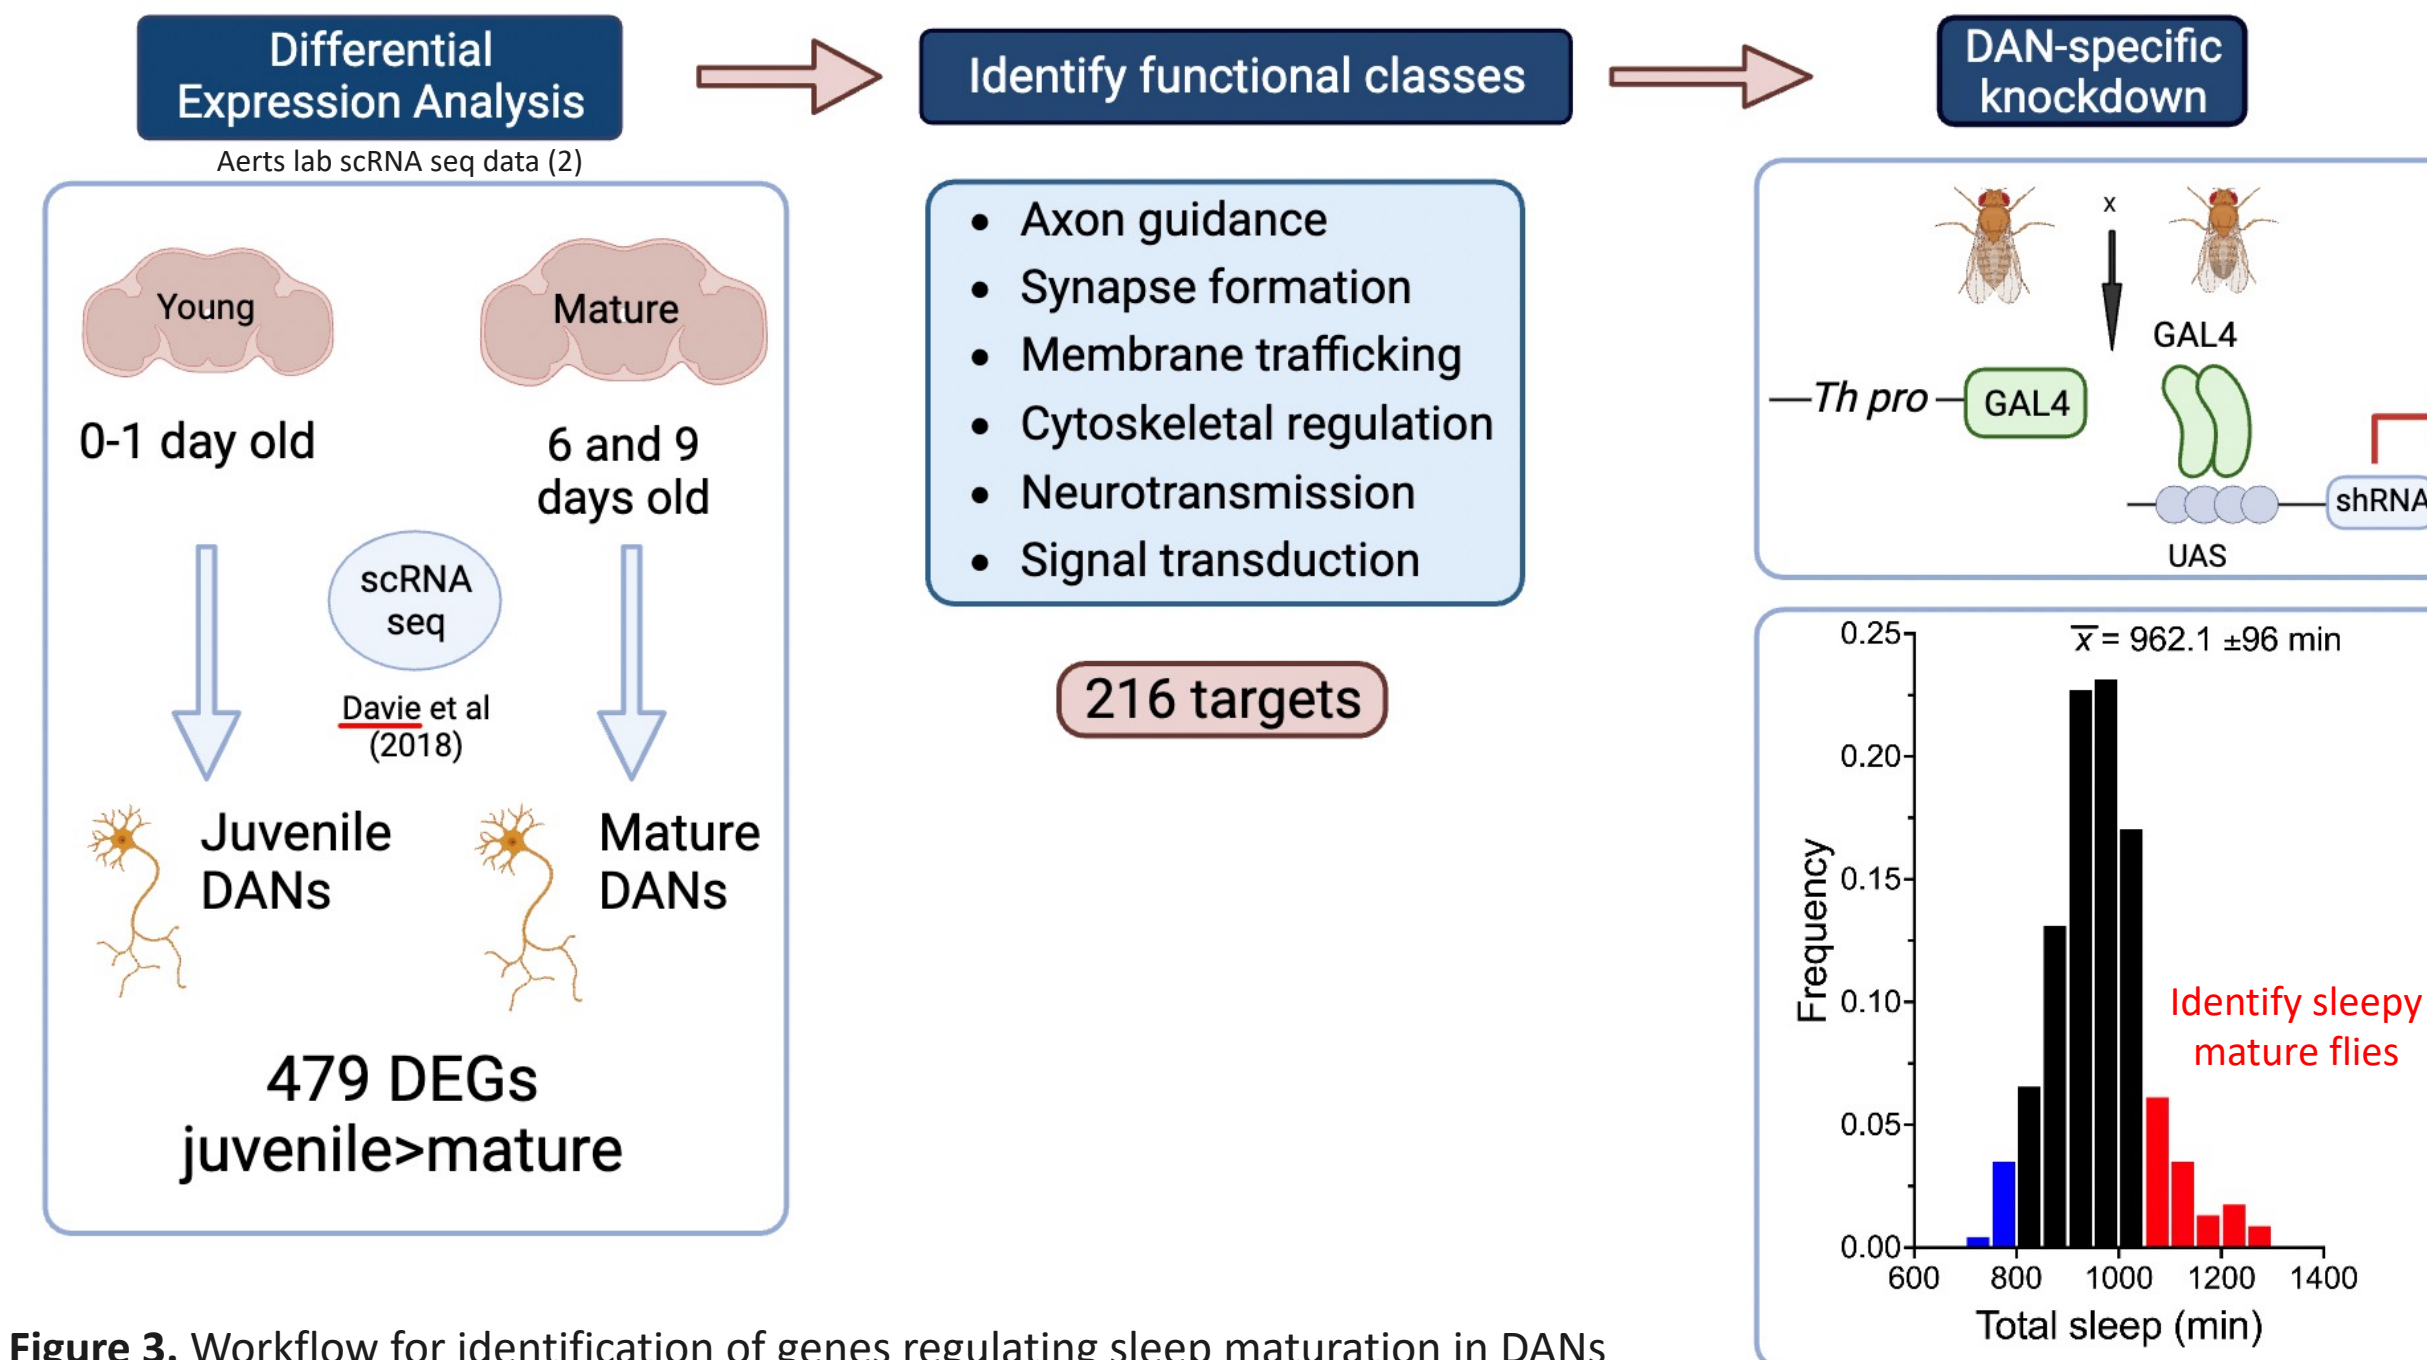 Differential
Expression Analysis
Aerts lab scRNA seq data (2)
Young
Mature
0-1 day old
6 and 9
days old
scRNA
seq
Davie et al
(2018)
Juvenile
DANs
Mature
DANs
479 DEGs
juvenile>mature
Identify functional classes
• Axon guidance
• Synapse formation
• Membrane trafficking
• Cytoskeletal regulation
• Neurotransmission
• Signal transduction
216 targets
DAN-specific
knockdown
x
GAL4
Th pro
GAL4
shRNA
UAS
x̅ = 962.1 ±96 min
0.25
0.20
0.15
0.10
0.05
0.00
Frequency
Identify sleepy
mature flies
600 800 1000 1200 1400
Total sleep (min)
Figure 3. Workflow for identification of genes regulating sleep maturation in DANs